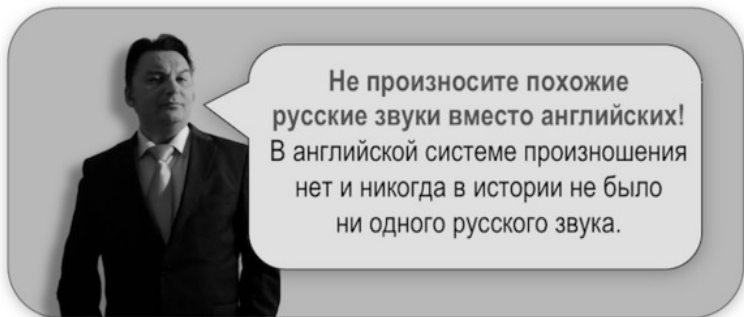 Не произносите похожие
русские звуки вместо английских!
В английской системе произношения
нет и никогда в истории не было
ни одного русского звука.